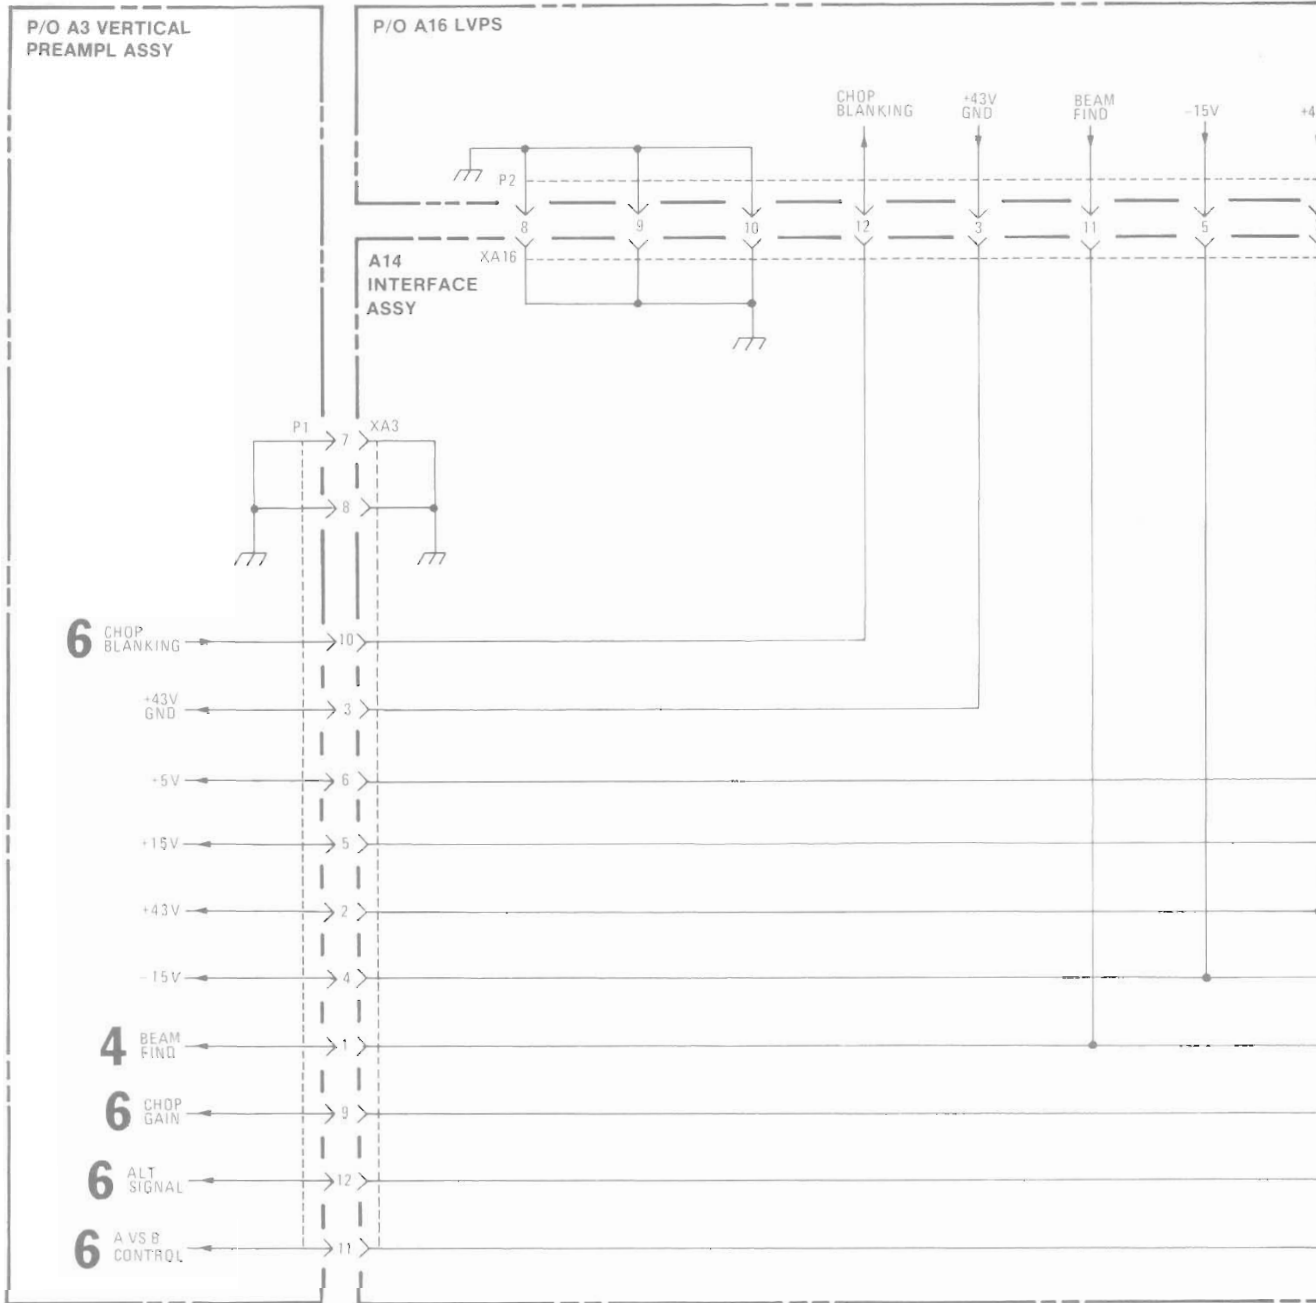 P/O A3 VERTICAL
PREAMPL ASSY
P/O A16 LVPS
CHOP
BLANKING
+43V
GND
BEAM
FIND
-15V
+4
P2
8
9
10
12
3
11
5
XA16
A14
INTERFACE
ASSY
P1
7
XA3
8
6
CHOP
BLANKING
10
+43V
GND
3
+5V
6
+15V
5
+43V
2
-15V
4
4
BEAM
FIND
1
6
CHOP
GAIN
9
6
ALT
SIGNAL
12
6
A VS B
CONTROL
11